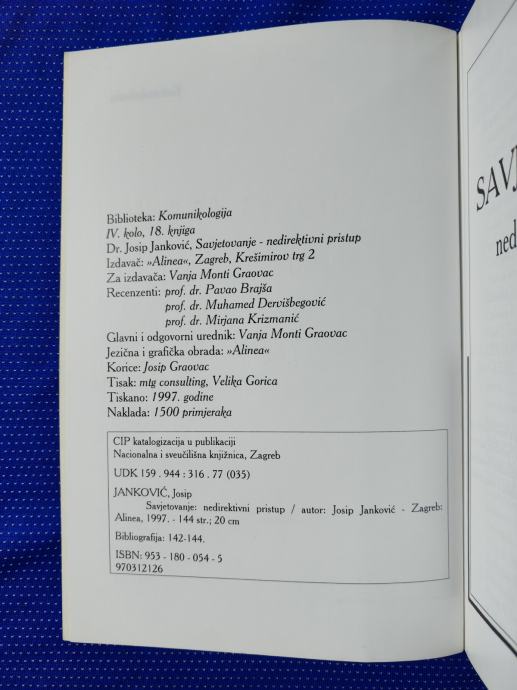 Biblioteka: Komunikologija
IV. kolo, 18. knjiga
Dr. Josip Janković, Savjetovanje - nedirektivni pristup
Izdavač: »Alinea«, Zagreb, Krešimirov trg 2
Za izdavača: Vanja Monti Graovac
Recenzenti: prof. dr. Pavao Brajša
prof. dr. Muhamed Dervišbegović
prof. dr. Mirjana Krizmanić
Glavni i odgovorni urednik: Vanja Monti Graovac
Jezična i grafička obrada: »Alinea«
Korice: Josip Graovac
Tisak: mtg consulting, Velika Gorica
Tiskano: 1997. godine
Naklada: 1500 primjeraka
CIP katalogizacija u publikaciji
Nacionalna i sveučilišna knjižnica, Zagreb
UDK 159 . 944 : 316 . 77 (035)
JANKOVIĆ, Josip
Savjetovanje: nedirektivni pristup / autor: Josip Janković - Zagreb:
Alinea, 1997. - 144 str.; 20 cm
Bibliografija: 142-144.
ISBN: 953 - 180 - 054 - 5
970312126
SAVJ
ned